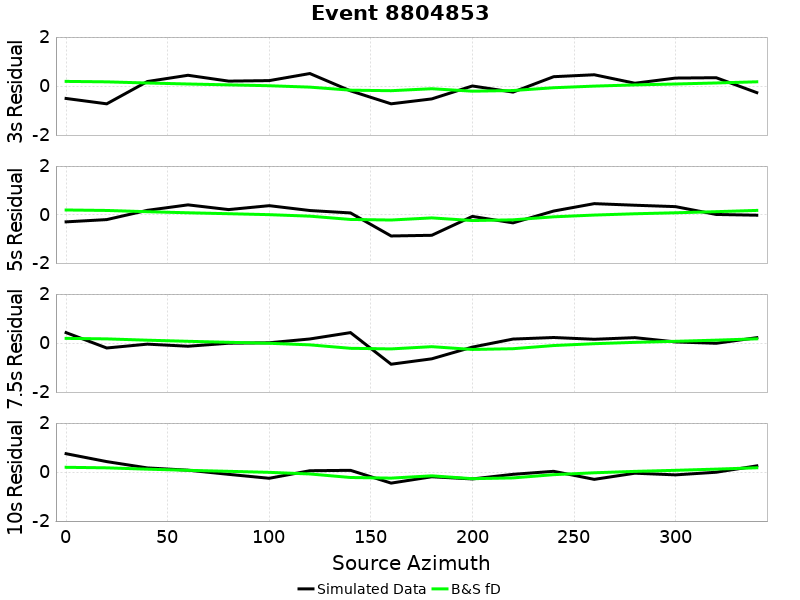 Event 8804853
3s Residual
2
0
-2
5s Residual
2
0
-2
7.5s Residual
2
0
-2
10s Residual
2
0
-2
0 50 100 150 200 250 300
Source Azimuth
Simulated Data B&S fD